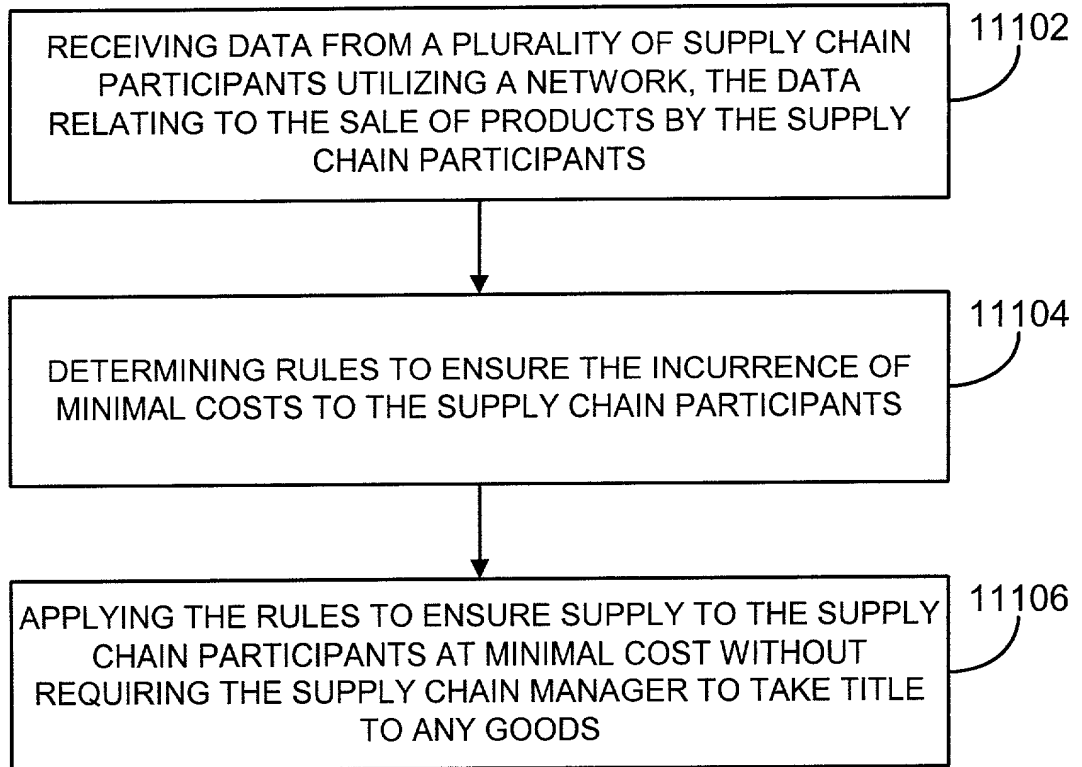 RECEIVING DATA FROM A PLURALITY OF SUPPLY CHAIN
PARTICIPANTS UTILIZING A NETWORK, THE DATA
RELATING TO THE SALE OF PRODUCTS BY THE SUPPLY
CHAIN PARTICIPANTS
11102
DETERMINING RULES TO ENSURE THE INCURRENCE OF
MINIMAL COSTS TO THE SUPPLY CHAIN PARTICIPANTS
11104
APPLYING THE RULES TO ENSURE SUPPLY TO THE SUPPLY
CHAIN PARTICIPANTS AT MINIMAL COST WITHOUT
REQUIRING THE SUPPLY CHAIN MANAGER TO TAKE TITLE
TO ANY GOODS
11106